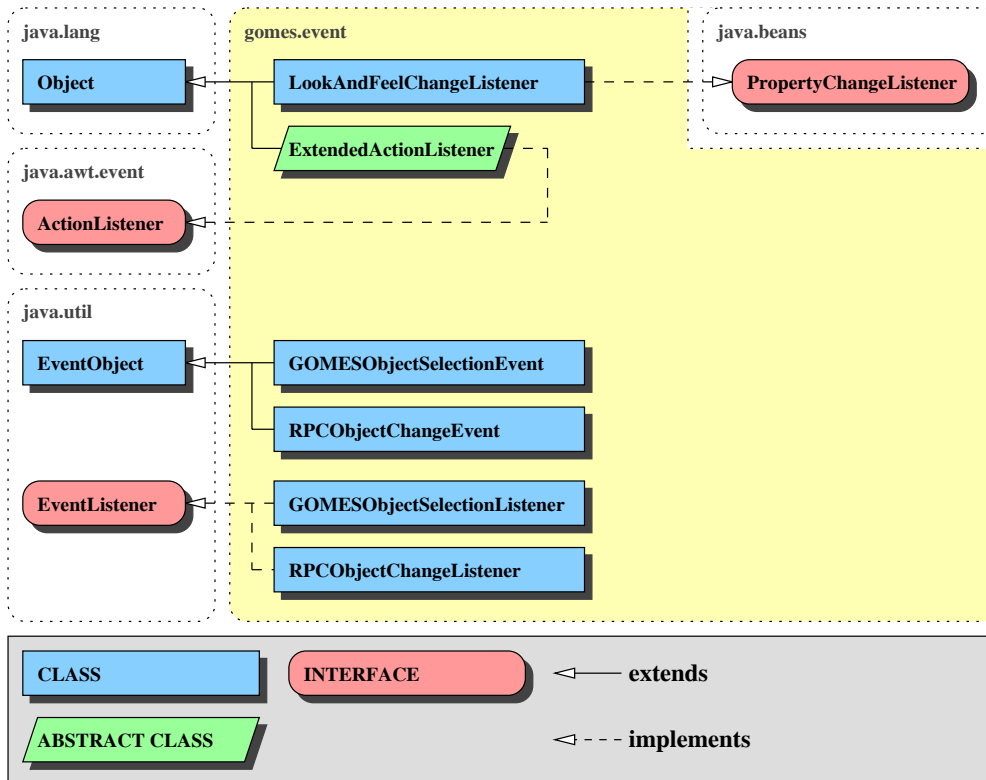 java.lang
gomes.event
java.beans
Object
LookAndFeelChangeListener
PropertyChangeListener
ExtendedActionListener
java.awt.event
ActionListener
java.util
EventObject
GOMESObjectSelectionEvent
RPCObjectChangeEvent
EventListener
GOMESObjectSelectionListener
RPCObjectChangeListener
CLASS
INTERFACE
extends
ABSTRACT CLASS
implements